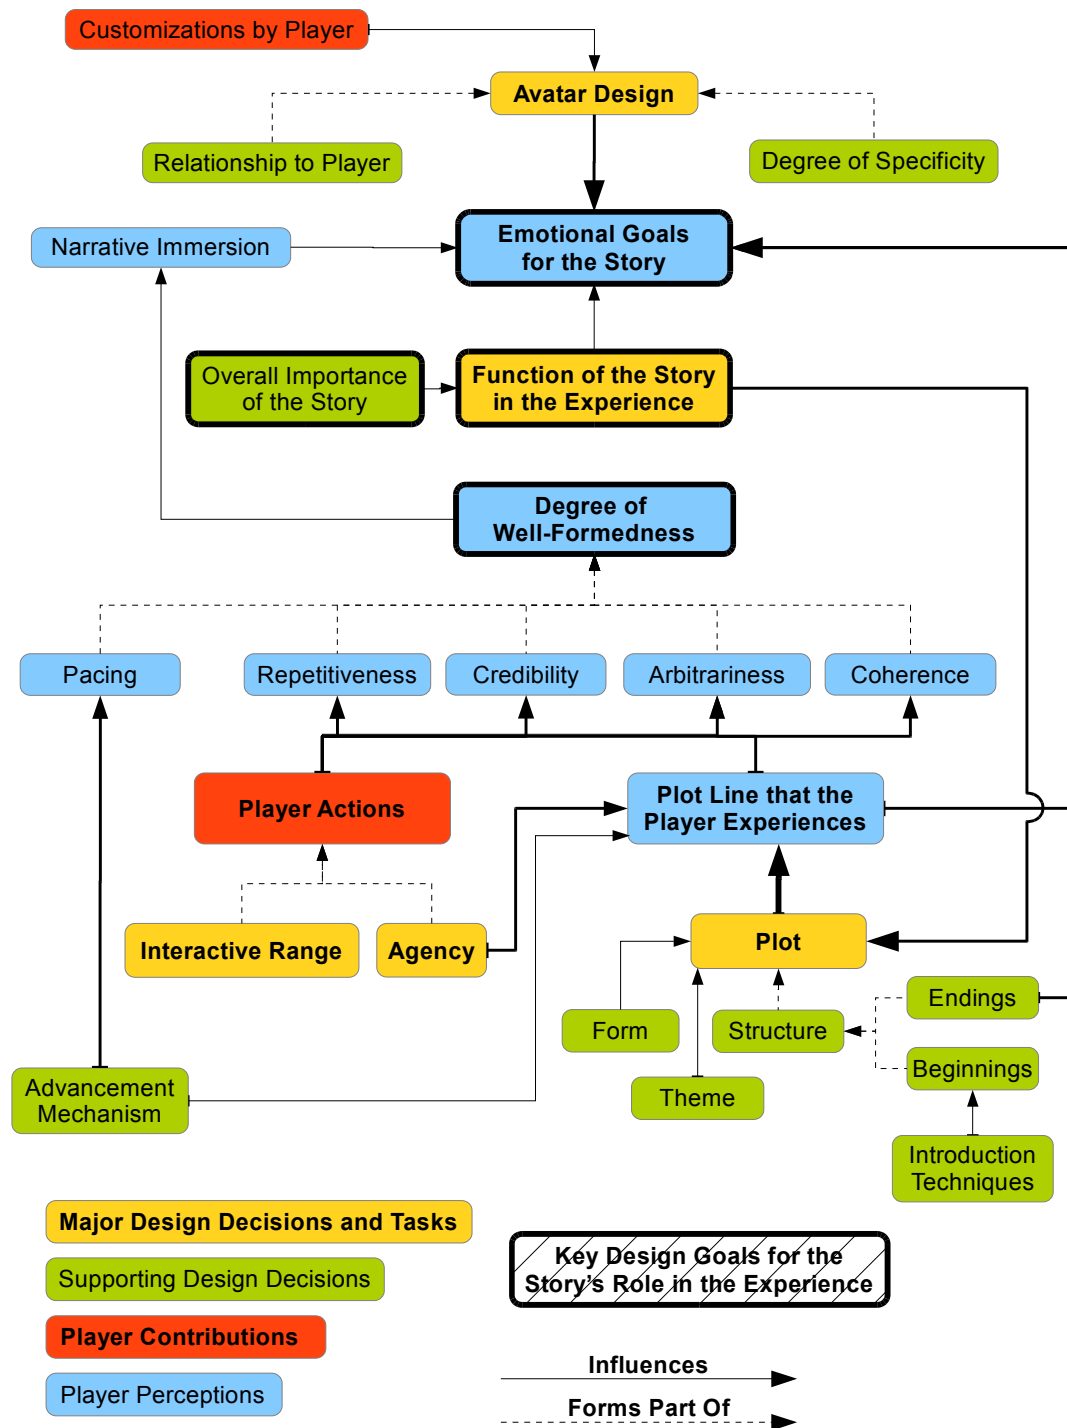 Customizations by Player
Avatar Design
Relationship to Player
Degree of Specificity
Narrative Immersion
Emotional Goals
for the Story
Overall Importance
of the Story
Function of the Story
in the Experience
Degree of
Well-Formedness
Pacing
Repetitiveness
Credibility
Arbitrariness
Coherence
Player Actions
Plot Line that the
Player Experiences
Interactive Range
Agency
Plot
Form
Structure
Endings
Beginnings
Theme
Advancement
Mechanism
Introduction
Techniques
Major Design Decisions and Tasks
Supporting Design Decisions
Player Contributions
Player Perceptions
Key Design Goals for the
Story's Role in the Experience
Influences
Forms Part Of